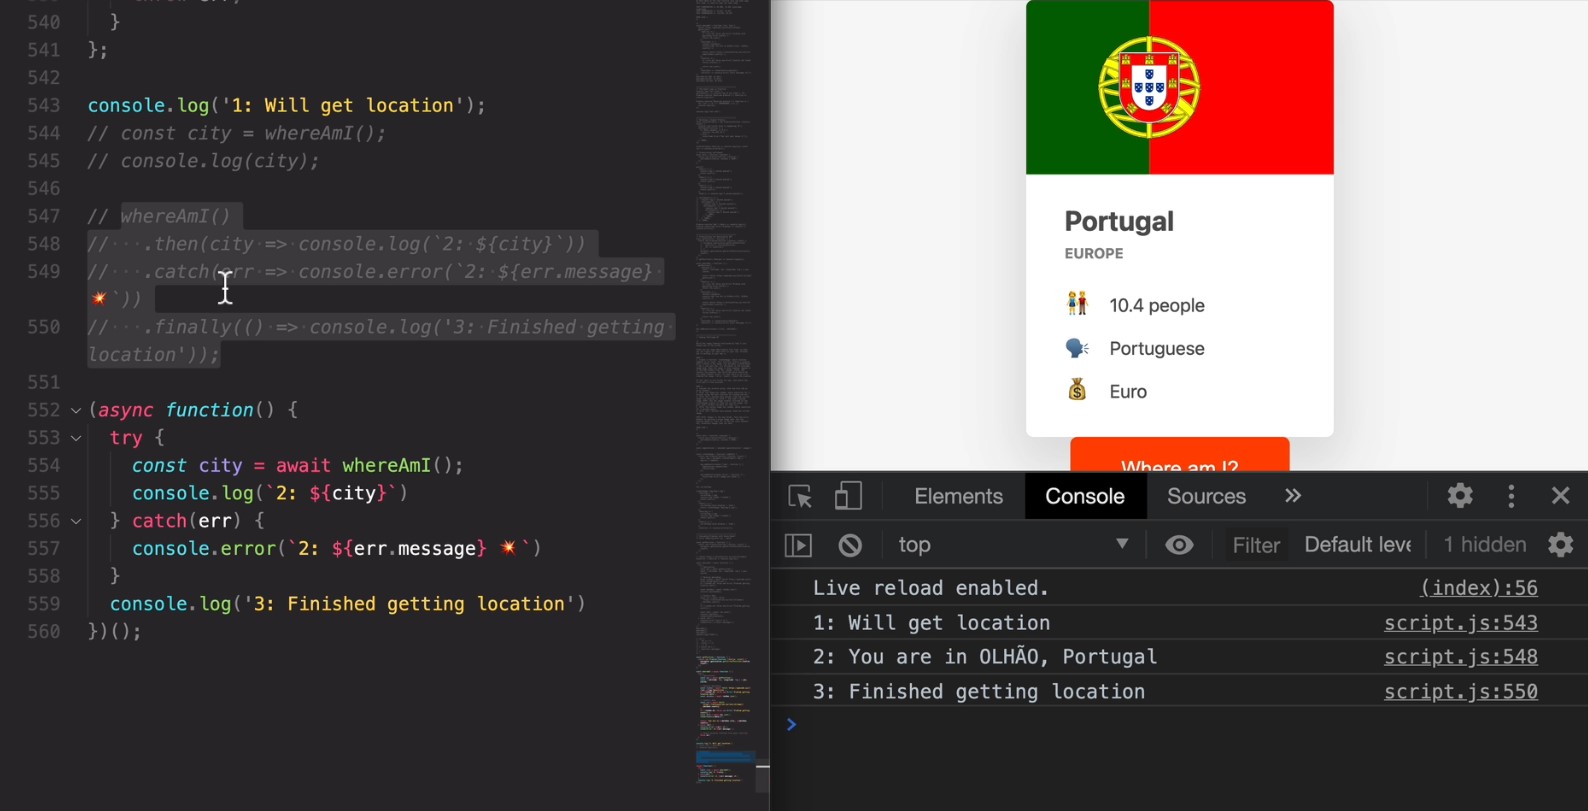 540 }
541 };
542
543 console.log('1: Will get location');
544 // const city = whereAmI();
545 // console.log(city);
546
547 // whereAmI()
548 //···.then(city·=>·console.log(`2:·${city}`))
549 //···.catch(err·=>·console.error(`2:·${err.message}·
💥`))
550 //···.finally(()·=>·console.log('3:·Finished·getting·
location'));
551
552 (async function() {
553 try {
554 const city = await whereAmI();
555 console.log(`2: ${city}`)
556 } catch(err) {
557 console.error(`2: ${err.message} 💥`)
558 }
559 console.log('3: Finished getting location')
560 })();
Portugal
EUROPE
10.4 people
Portuguese
Euro
Where am I?
Elements Console Sources »
top Filter Default leve 1 hidden
Live reload enabled. (index):56
1: Will get location script.js:543
2: You are in OLHÃO, Portugal script.js:548
3: Finished getting location script.js:550
>